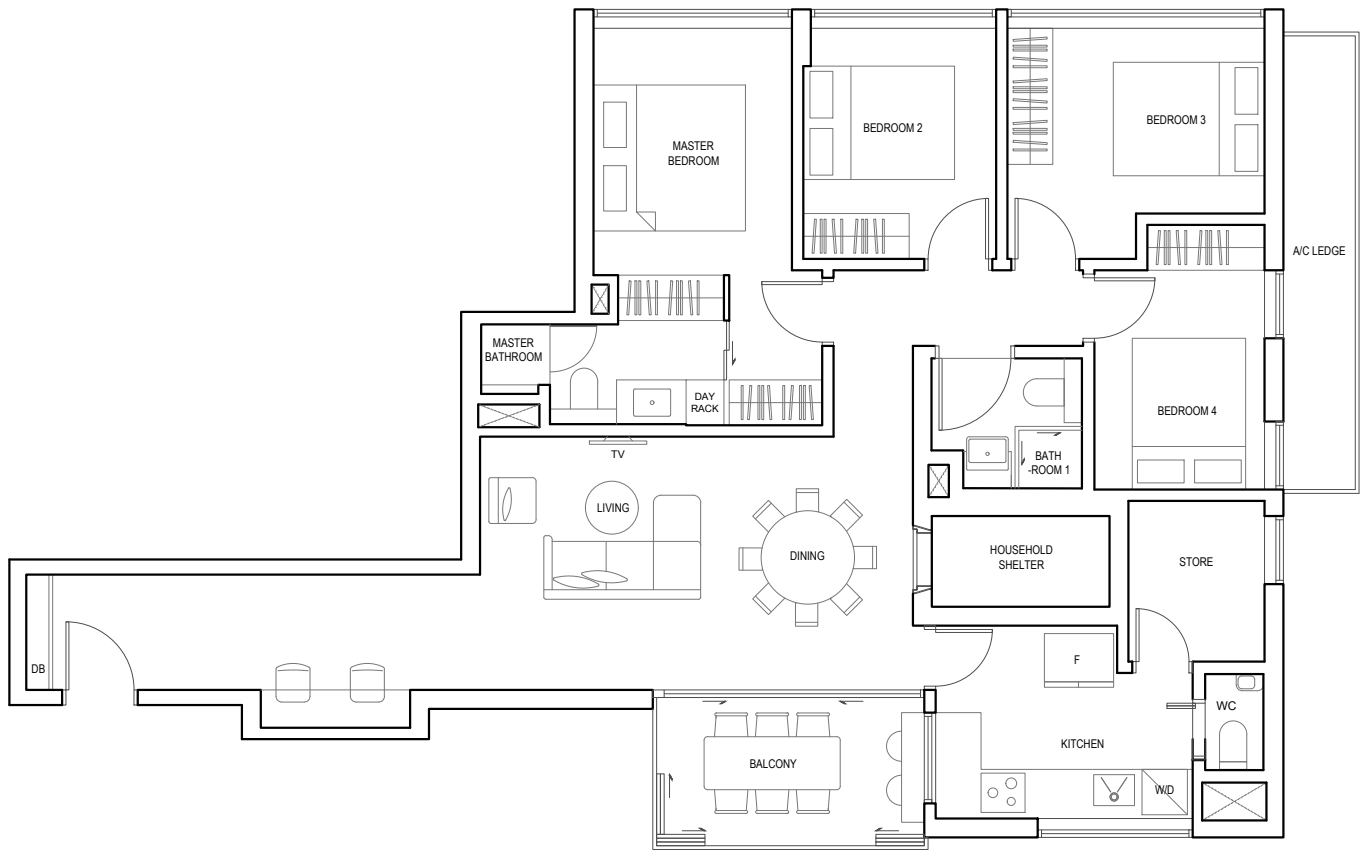 MASTER
BEDROOM
BEDROOM 2
BEDROOM 3
A/C LEDGE
MASTER
BATHROOM
DAY
RACK
BEDROOM 4
BATH
-ROOM 1
TV
LIVING
DINING
HOUSEHOLD
SHELTER
STORE
DB
F
WC
KITCHEN
BALCONY
W/D